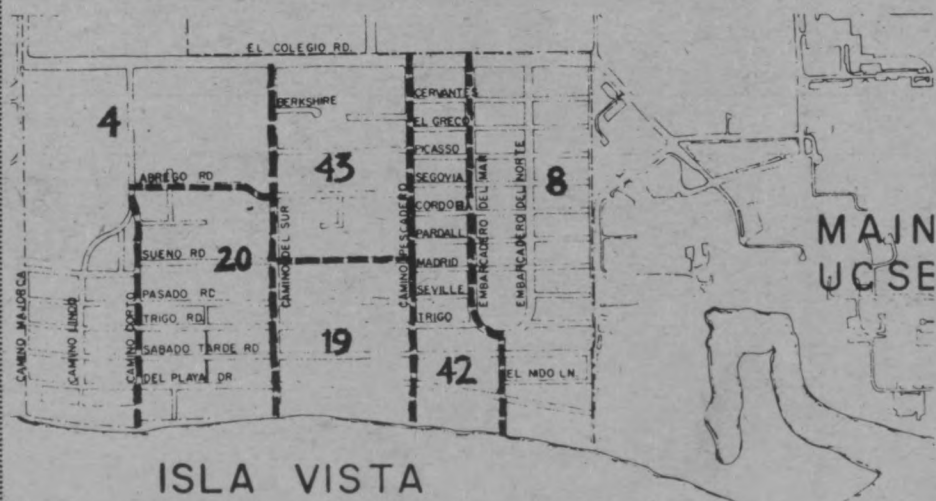 EL COLEGIO RD.
BERKSHIRE
CERVANTES
4
EL GRECO
PICASSO
43
ABREGO RD
SEGOVIA
8
CORDOBA
PARDALL
MAIN
SUENO RD
20
MADRID
UCSE
SEVILLE
PASADO RD
TRIGO RD
TRIGO
SABADO TARDE RD
19
42
EL NIDO LN.
DEL PLAYA DR
CAMINO MAJORCA
CAMINO LINDO
CAMINO CORTO
CAMINO DEL SUR
CAMINO PESCADERO
EMBARCADERO DEL MAR
EMBARCADERO DEL NORTE
ISLA VISTA